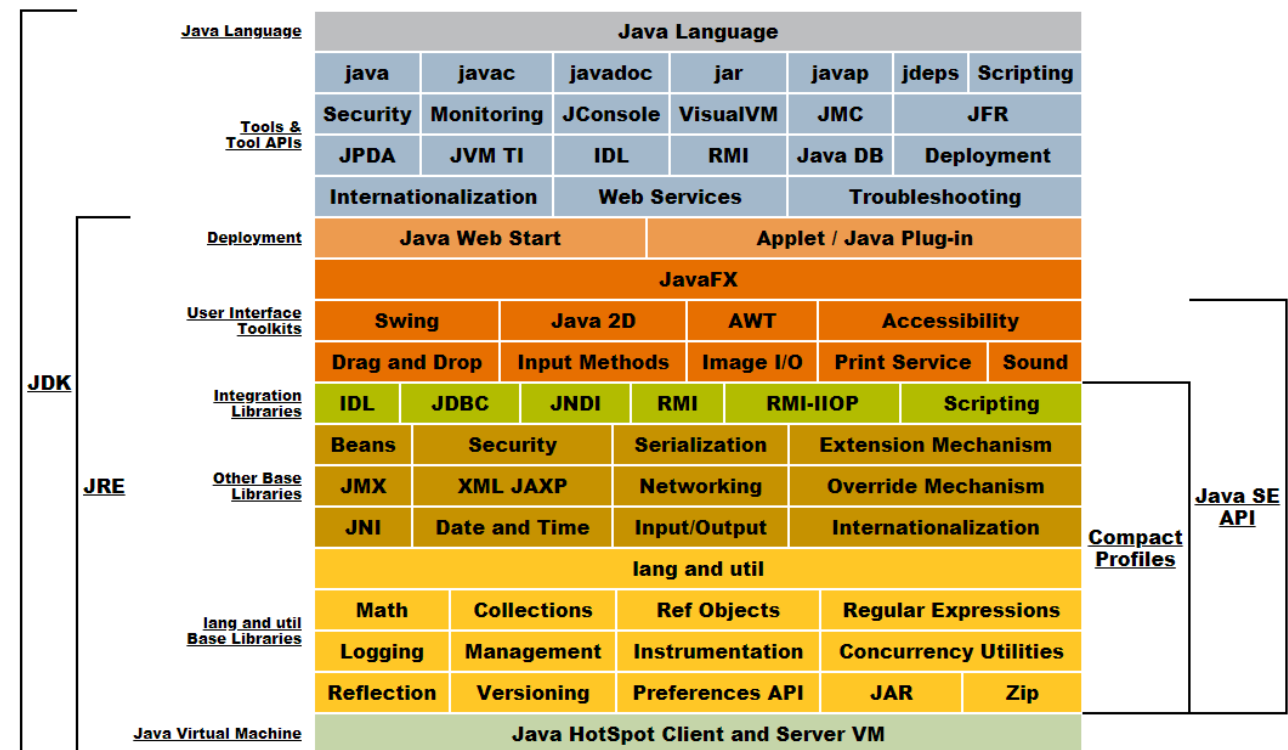 Java Language Java Language
java javac javadoc jar javap jdeps Scripting
Security Monitoring JConsole VisualVM JMC JFR
Tools &
Tool APIs
JPDA JVM TI IDL RMI Java DB Deployment
Internationalization Web Services Troubleshooting
Deployment Java Web Start Applet / Java Plug-in
JavaFX
User Interface
Toolkits
Swing Java 2D AWT Accessibility
Drag and Drop Input Methods Image I/O Print Service Sound
JDK
Integration
Libraries
IDL JDBC JNDI RMI RMI-IIOP Scripting
Beans Security Serialization Extension Mechanism
JRE
Other Base
Libraries
JMX XML JAXP Networking Override Mechanism
Java SE
API
JNI Date and Time Input/Output Internationalization
Compact
Profiles
lang and util
Math Collections Ref Objects Regular Expressions
lang and util
Base Libraries
Logging Management Instrumentation Concurrency Utilities
Reflection Versioning Preferences API JAR Zip
Java Virtual Machine Java HotSpot Client and Server VM